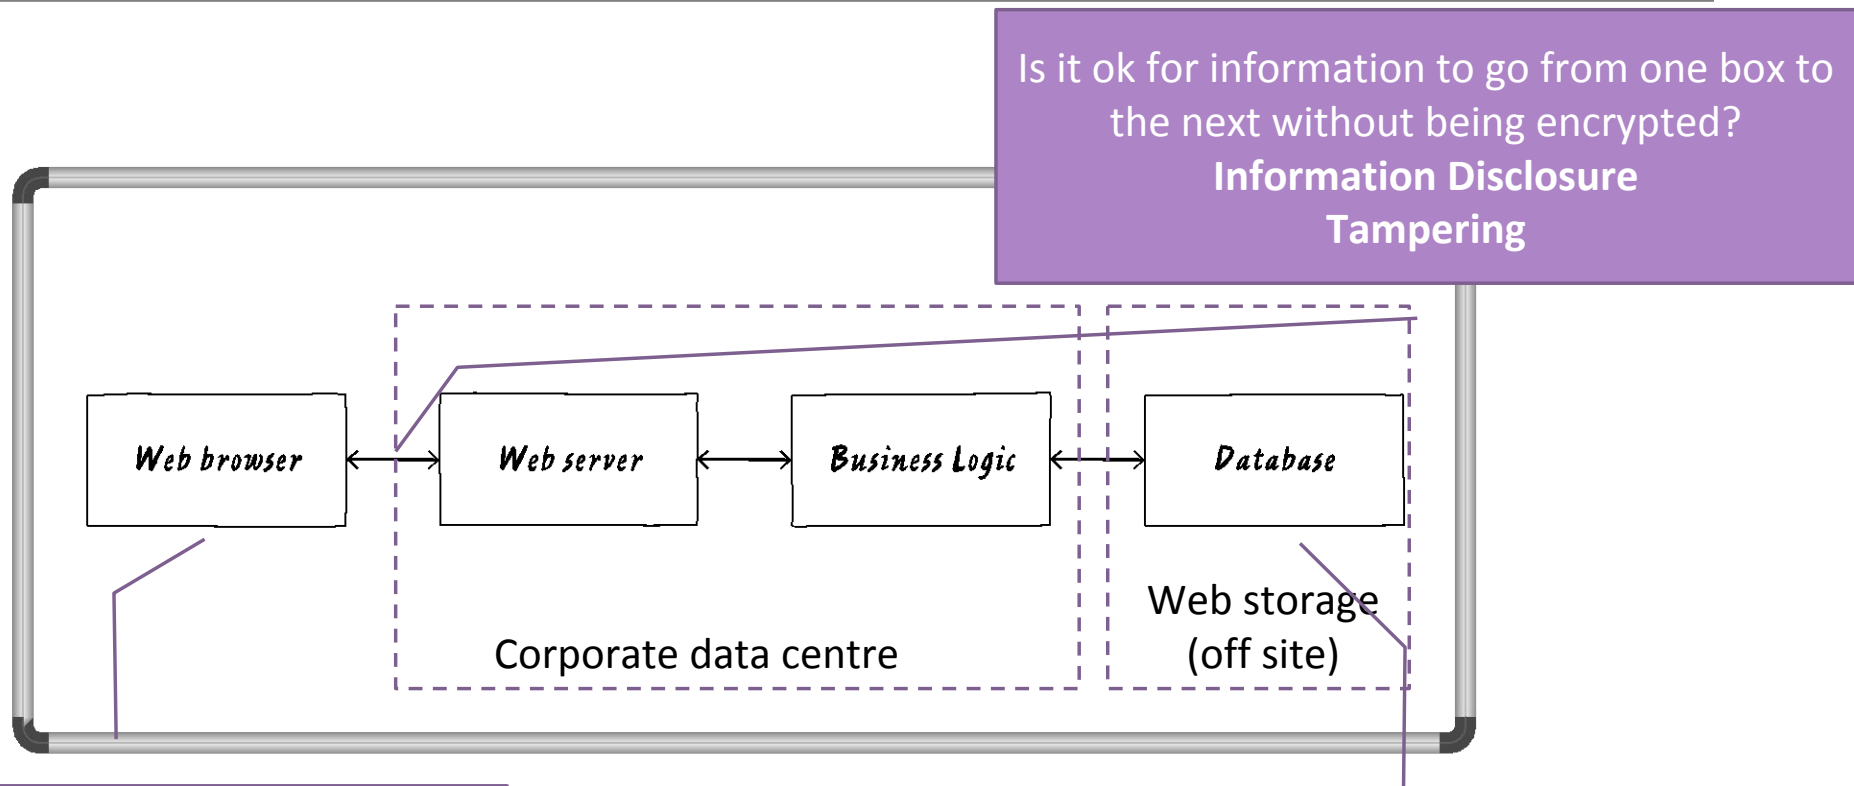 Is it ok for information to go from one box to
the next without being encrypted?
Information Disclosure
Tampering
Web browser
Web server
Business Logic
Database
Corporate data centre
Web storage
(off site)